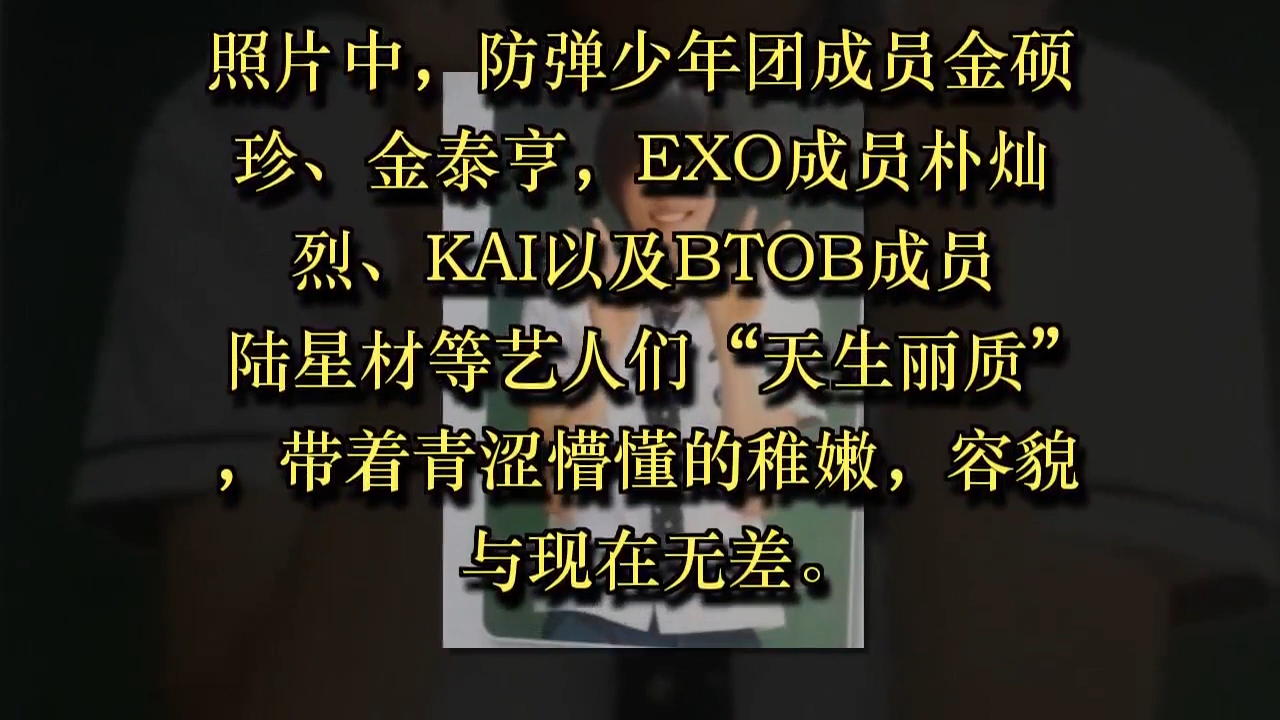 照片中，防弹少年团成员金硕
珍、金泰亨，EXO成员朴灿
烈、KAI以及BTOB成员
陆星材等艺人们“天生丽质”
，带着青涩懵懂的稚嫩，容貌
与现在无差。